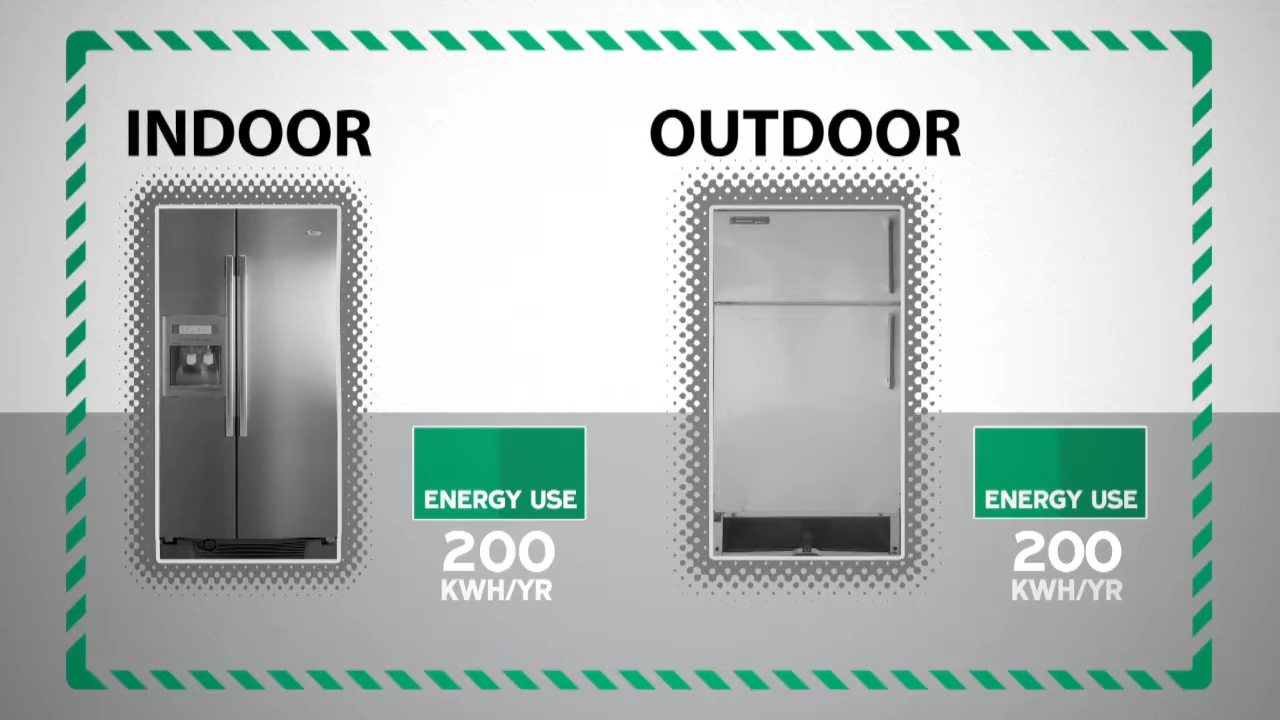 INDOOR
OUTDOOR
ENERGY USE
200
KWH/YR
ENERGY USE
200
KWH/YR